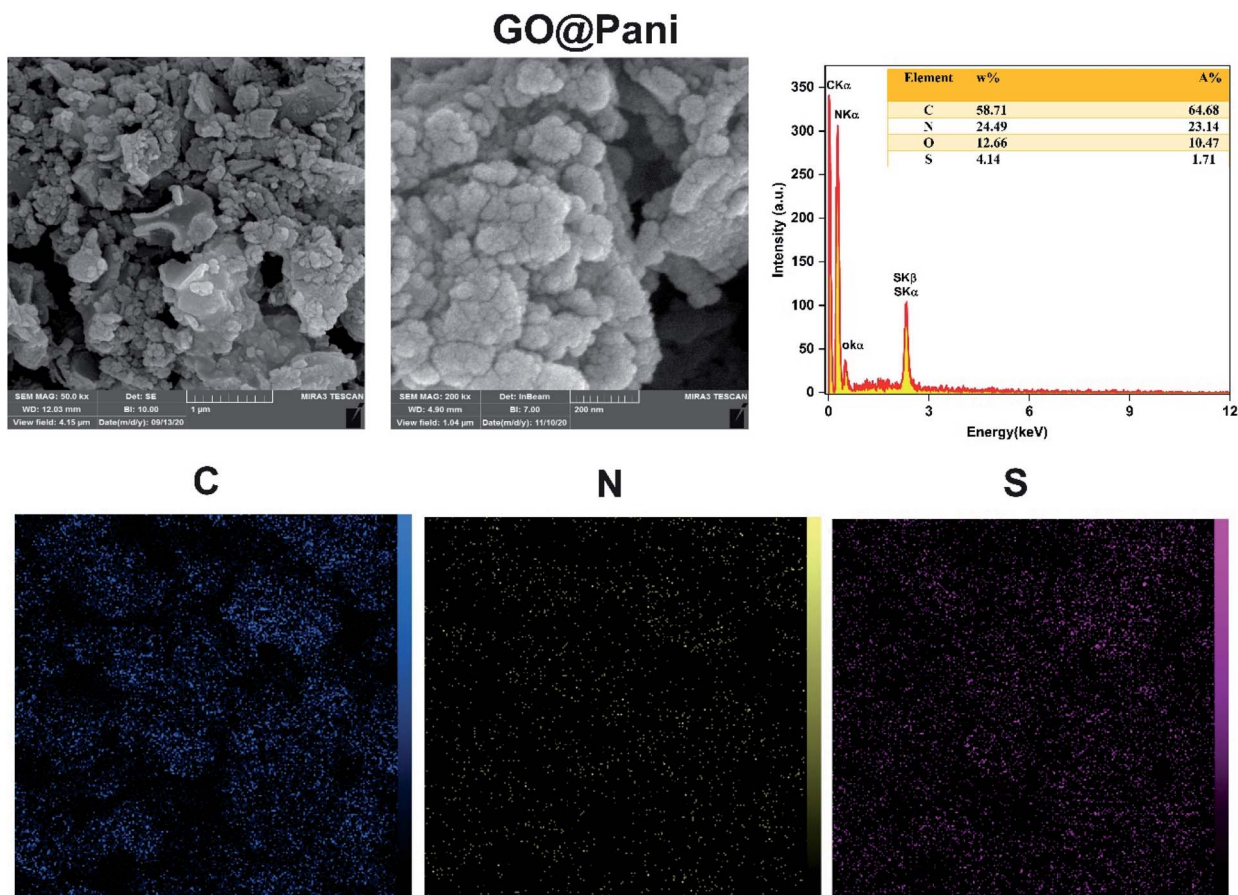 GO@Pani
SEM MAG: 50.0 kx Det: SE MIRA3 TESCAN
WD: 12.03 mm BI: 10.00 1 µm
View field: 4.15 µm Date(m/d/y): 09/13/20
SEM MAG: 200 kx Det: InBeam MIRA3 TESCAN
WD: 4.90 mm BI: 7.00 200 nm
View field: 1.04 µm Date(m/d/y): 11/10/20
Element w% A%
C 58.71 64.68
N 24.49 23.14
O 12.66 10.47
S 4.14 1.71
CKα
NKα
SKβ
SKα
okα
350
300
250
200
150
100
50
0
Intensity (a.u.)
0 3 6 9 12
Energy(keV)
C N S